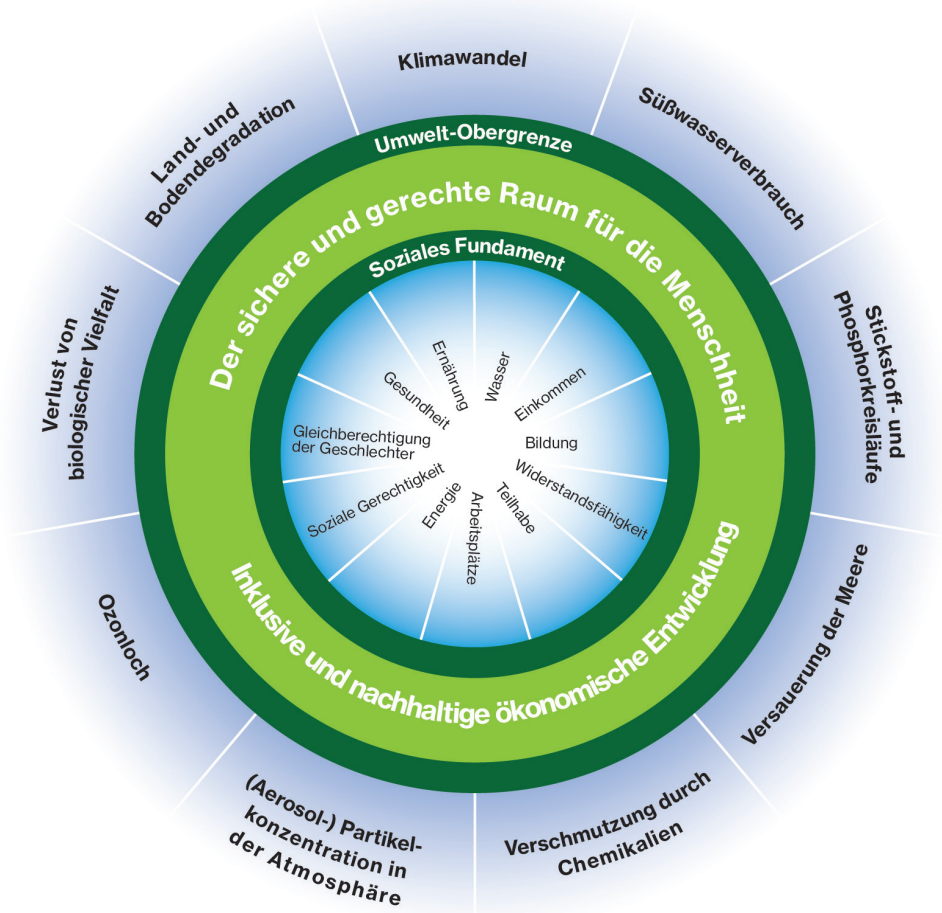 Klimawandel
Süßwasserverbrauch
Stickstoff- und
Phosphorkreisläufe
Versauerung der Meere
Verschmutzung durch
Chemikalien
(Aerosol-) Partikel-
konzentration in
der Atmosphäre
Ozonloch
Verlust von
biologischer Vielfalt
Land- und
Bodendegradation
Umwelt-Obergrenze
Der sichere und gerechte Raum für die Menschheit
Inklusive und nachhaltige ökonomische Entwicklung
Soziales Fundament
Wasser
Einkommen
Bildung
Widerstandsfähigkeit
Teilhabe
Arbeitsplätze
Energie
Soziale Gerechtigkeit
Gleichberechtigung
der Geschlechter
Gesundheit
Ernährung